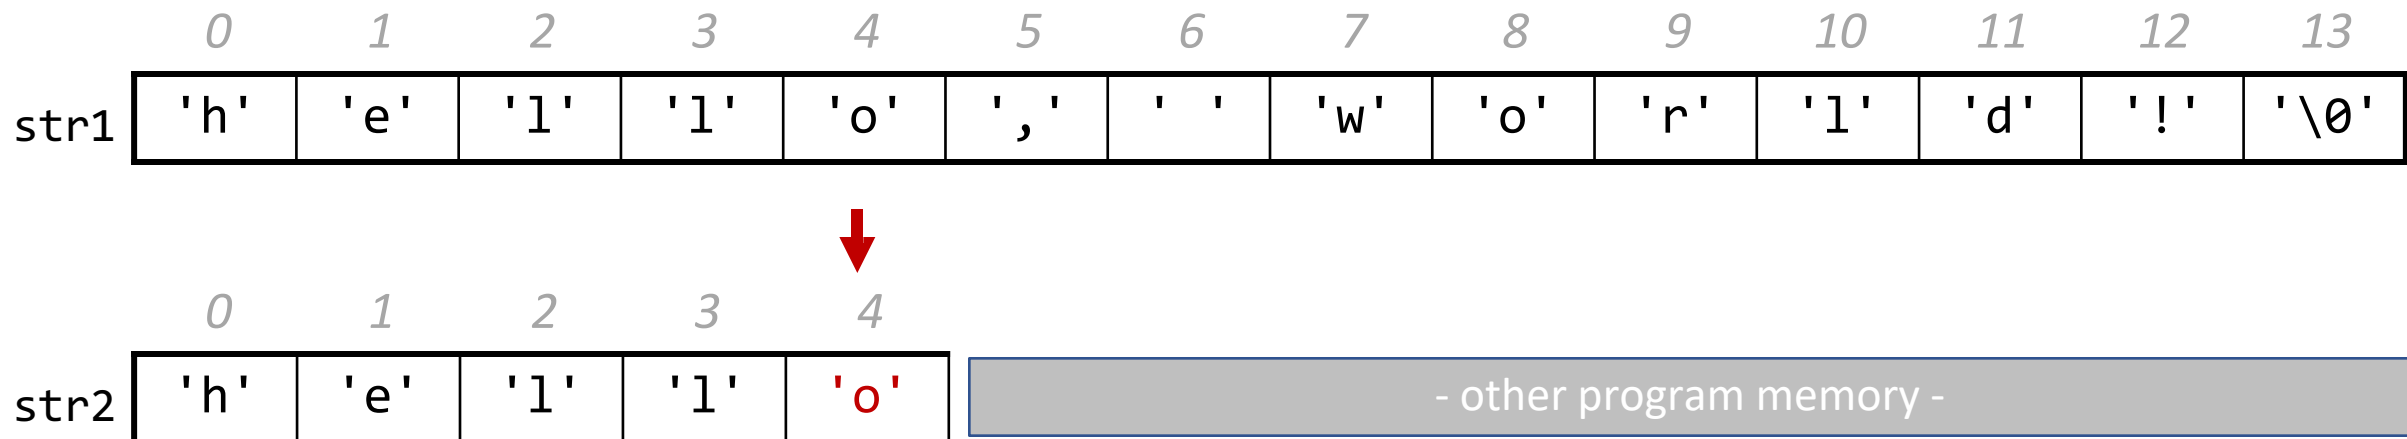 0 1 2 3 4 5 6 7 8 9 10 11 12 13
str1 'h' 'e' 'l' 'l' 'o' ',' ' ' 'w' 'o' 'r' 'l' 'd' '!' '\0'
0 1 2 3 4
str2 'h' 'e' 'l' 'l' 'o' - other program memory -